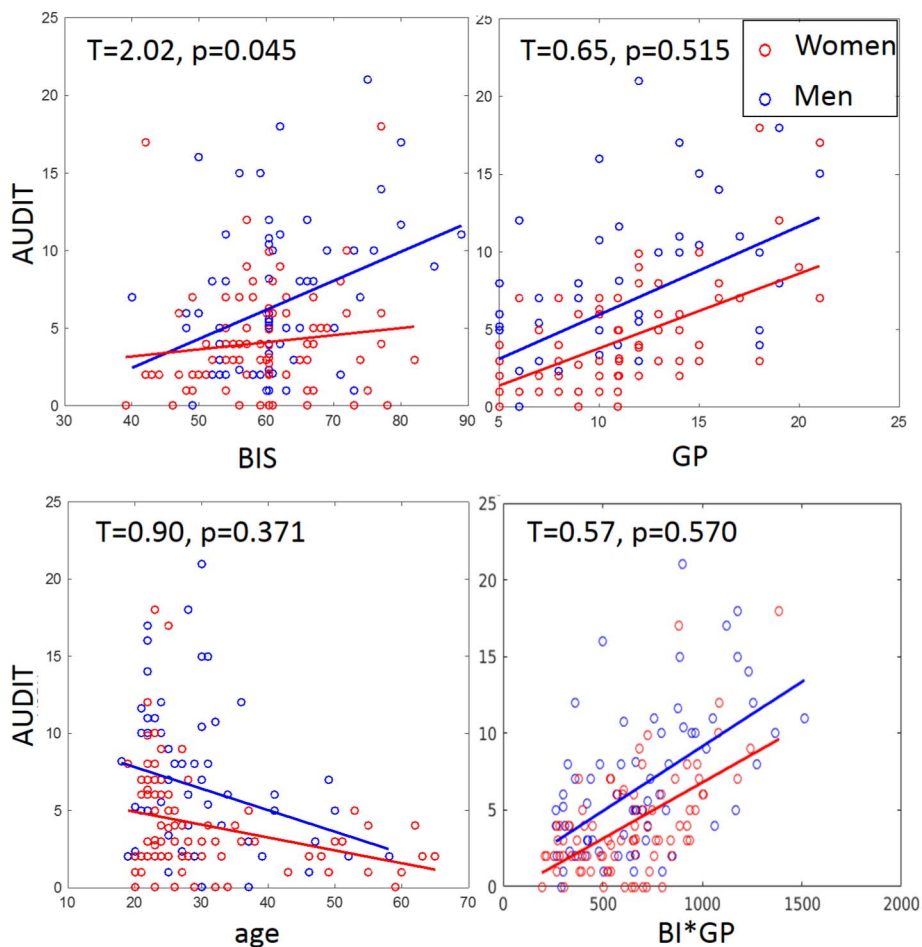 T=2.02, p=0.045
AUDIT
25
20
15
10
5
0
30 40 50 60 70 80 90
BIS
T=0.65, p=0.515
Women
Men
25
20
15
10
5
0
5 10 15 20 25
GP
T=0.90, p=0.371
AUDIT
25
20
15
10
5
0
10 20 30 40 50 60 70
age
T=0.57, p=0.570
25
20
15
10
5
0
0 500 1000 1500 2000
BI*GP